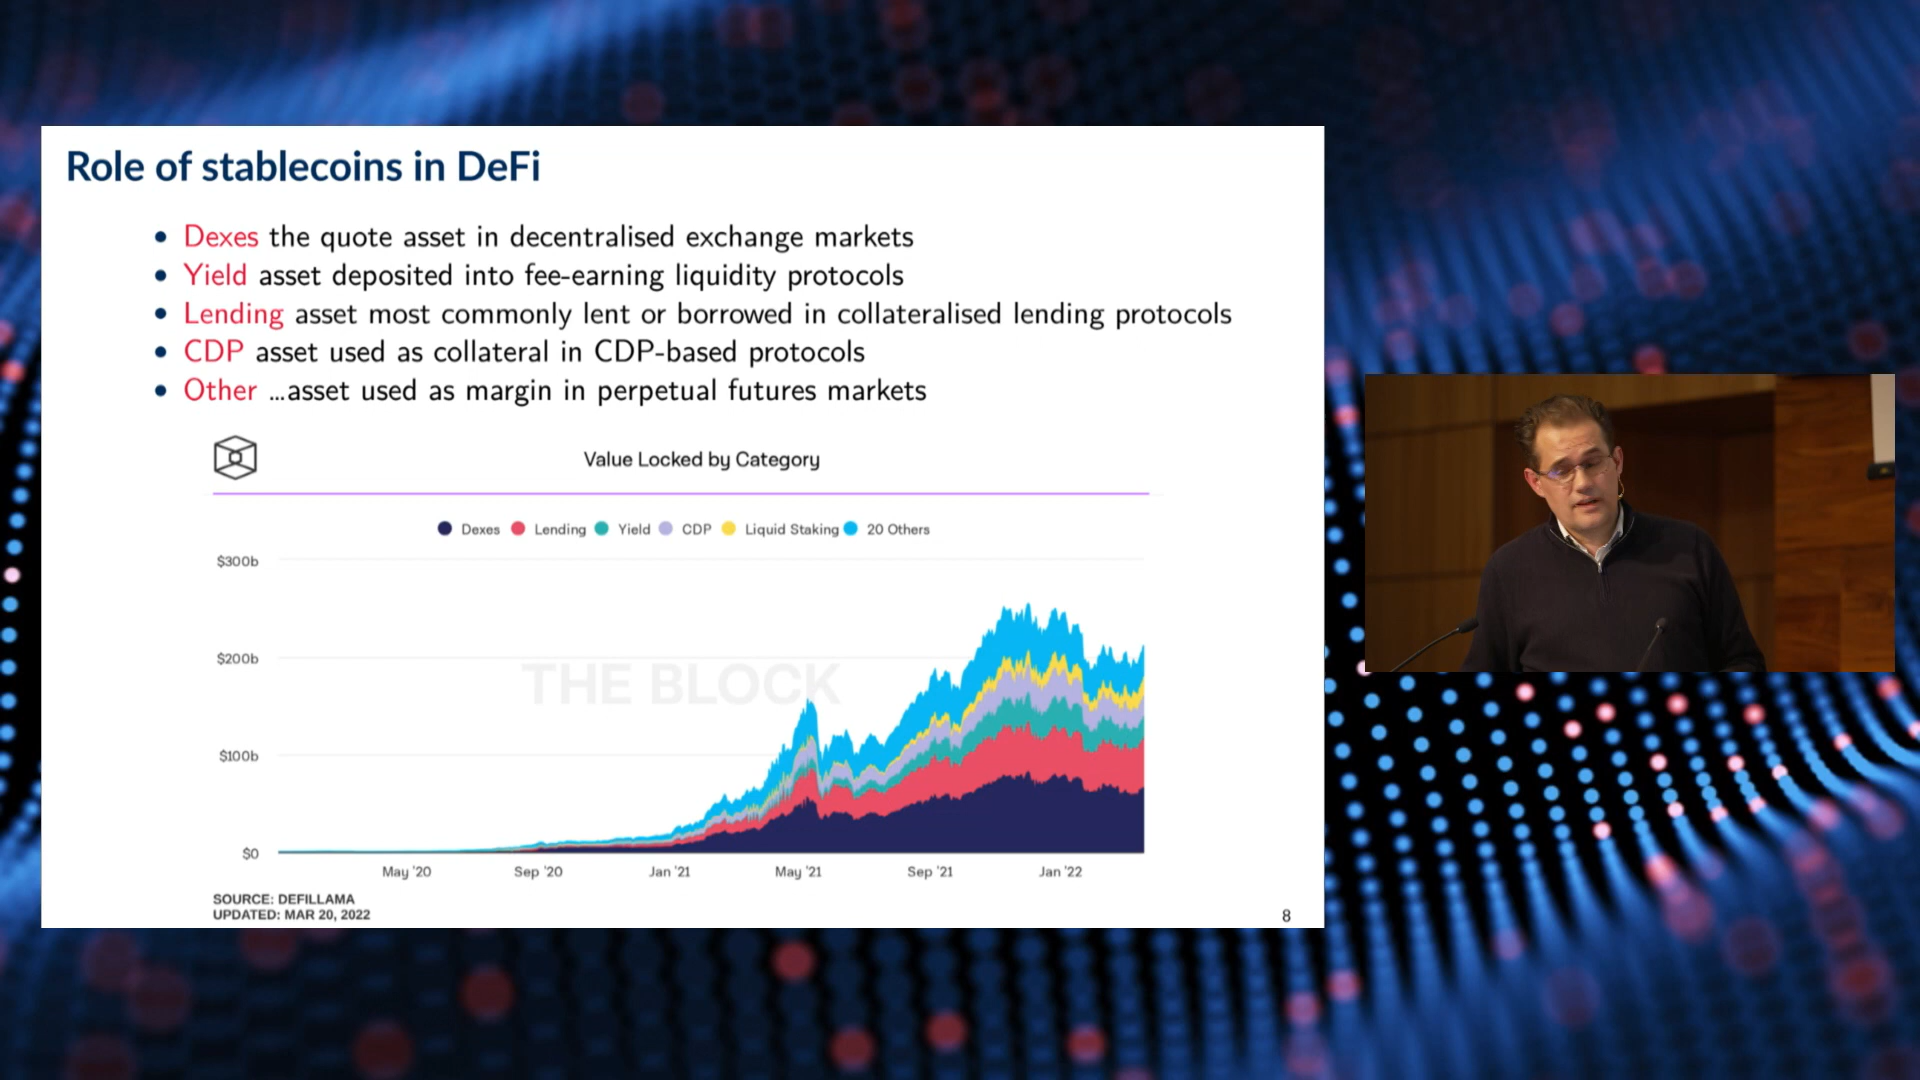 Role of stablecoins in DeFi
• Dexes the quote asset in decentralised exchange markets
• Yield asset deposited into fee-earning liquidity protocols
• Lending asset most commonly lent or borrowed in collateralised lending protocols
• CDP asset used as collateral in CDP-based protocols
• Other ...asset used as margin in perpetual futures markets
Value Locked by Category
Dexes Lending Yield CDP Liquid Staking 20 Others
$300b
$200b
THE BLOCK
$100b
$0
May '20 Sep '20 Jan '21 May '21 Sep '21 Jan '22
SOURCE: DEFILLAMA
UPDATED: MAR 20, 2022
8